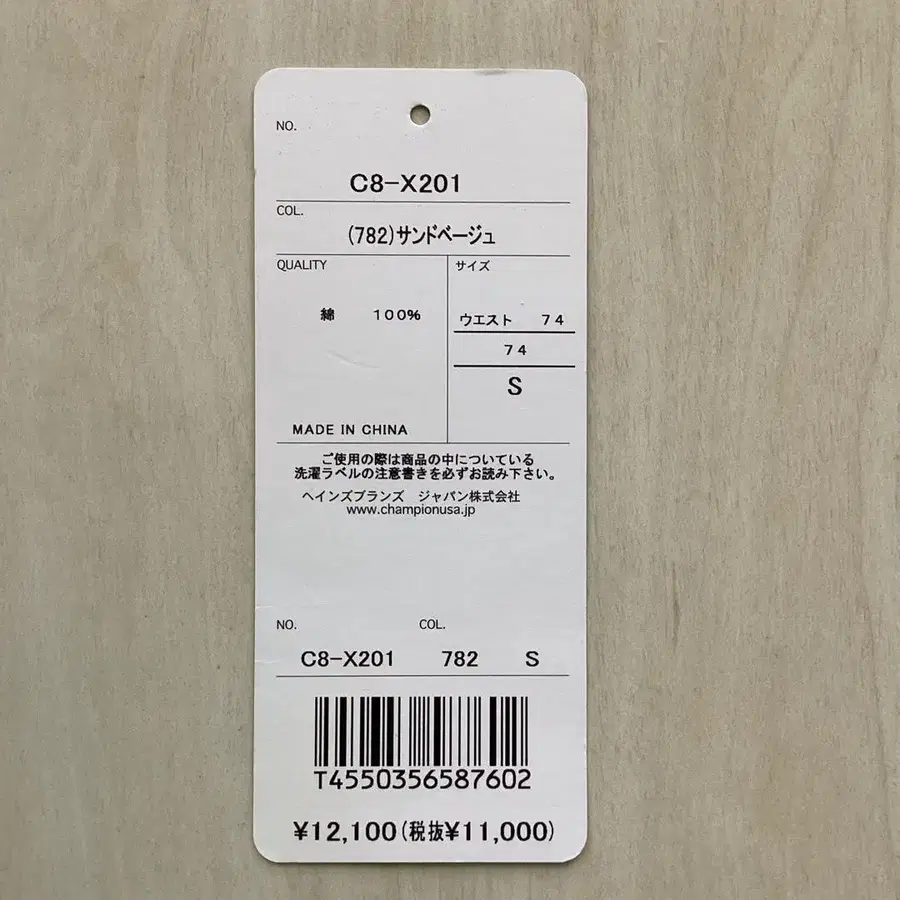 NO.
C8-X201
COL.
(782)サンドベージュ
QUALITY
サイズ
綿 100%
ウエスト 74
74
S
MADE IN CHINA
ご使用の際は商品の中についている
洗濯ラベルの注意書きを必ずお読み下さい。
ヘインズブランズ ジャパン株式会社
www.championusa.jp
NO. COL.
C8-X201 782 S
T4550356587602
¥12,100(税抜¥11,000)